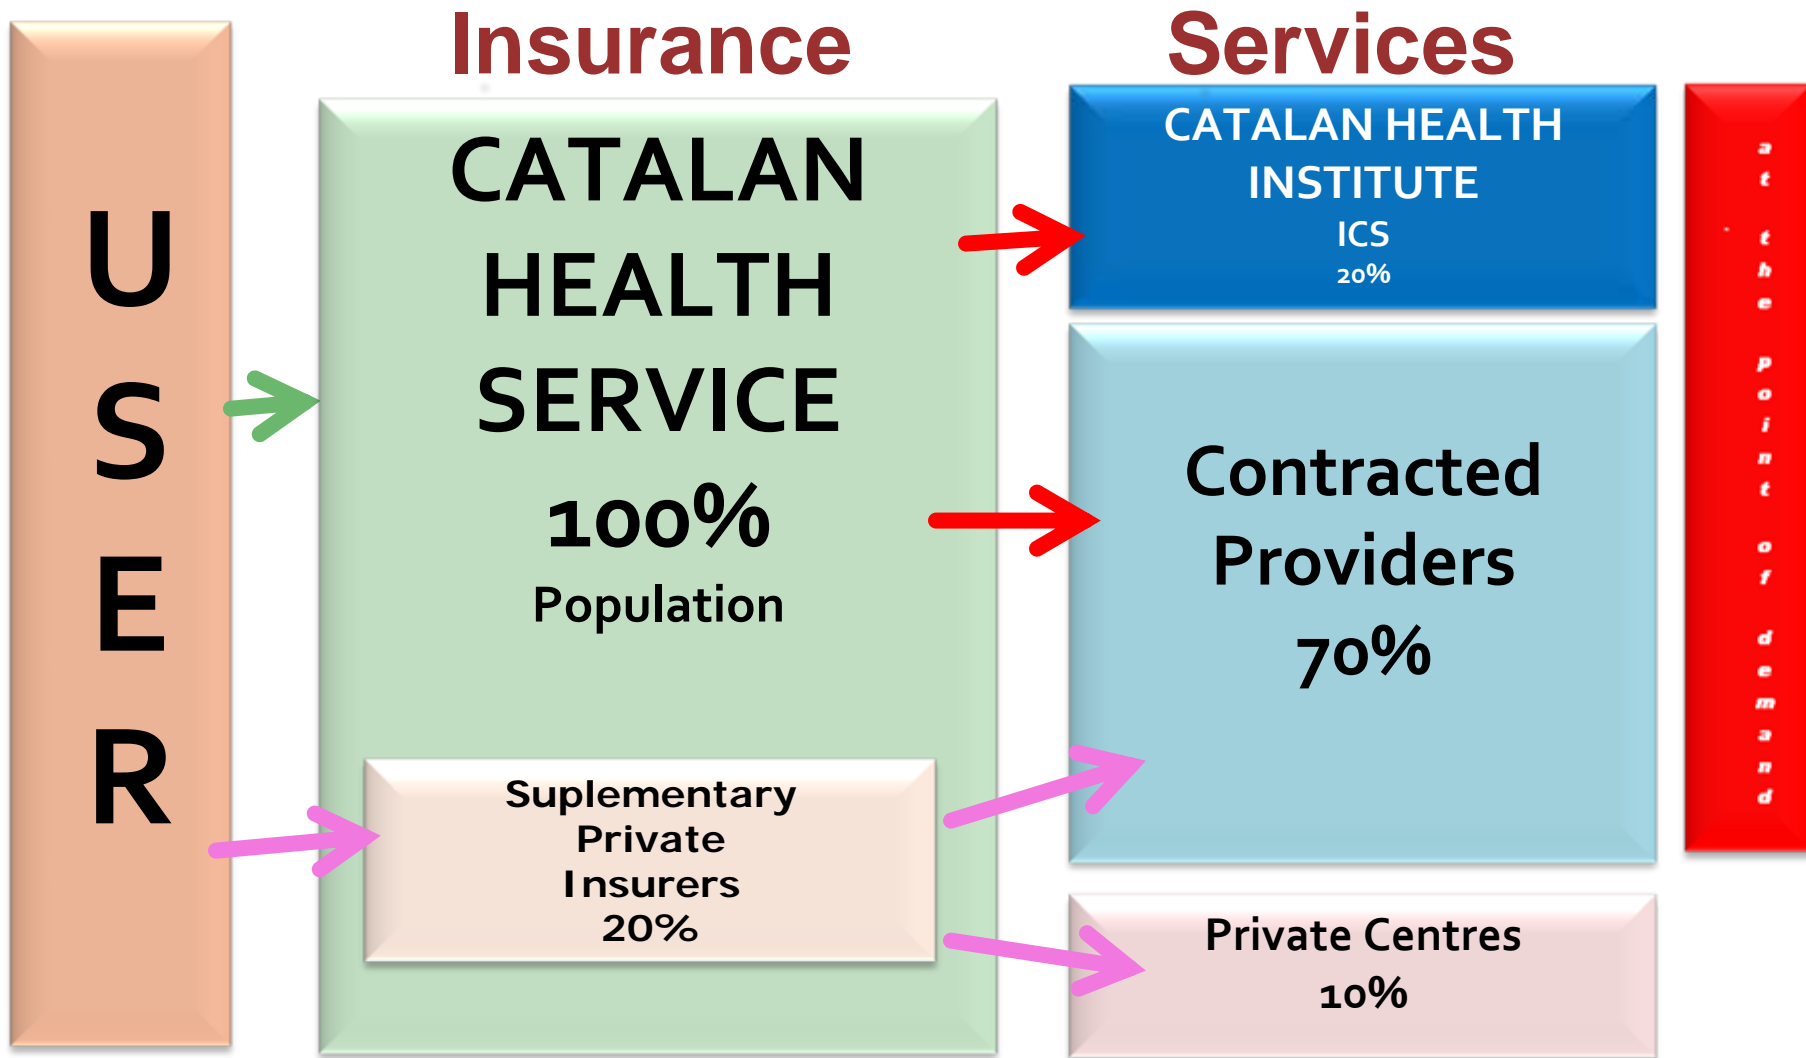 Insurance
Services
U
S
E
R
CATALAN
HEALTH
SERVICE
100%
Population
Suplementary
Private
Insurers
20%
CATALAN HEALTH
INSTITUTE
ICS
20%
Contracted
Providers
70%
Private Centres
10%
at the point of demand